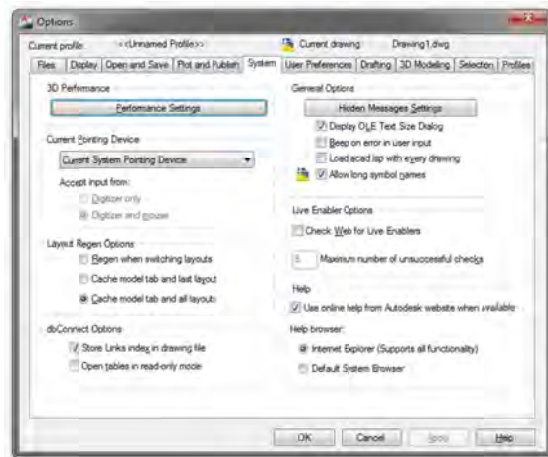 Options
Current profile: <<Unnamed Profile>> Current drawing: Drawing1.dwg
Files Display Open and Save Plot and Publish System User Preferences Drafting 3D Modeling Selection Profiles
3D Performance
Performance Settings
Current Pointing Device
Current System Pointing Device
Accept input from:
Digitizer only
Digitizer and mouse
Layout Regen Options
Regen when switching layouts
Cache model tab and last layout
Cache model tab and all layouts
dbConnect Options
Store Links index in drawing file
Open tables in read-only mode
General Options
Hidden Messages Settings
Display OLE Text Size Dialog
Beep on error in user input
Load acad.lsp with every drawing
Allow long symbol names
Live Enabler Options
Check Web for Live Enablers
5 Maximum number of unsuccessful checks
Help
Use online help from Autodesk website when available
Help browser:
Internet Explorer (Supports all functionality)
Default System Browser
OK Cancel Apply Help